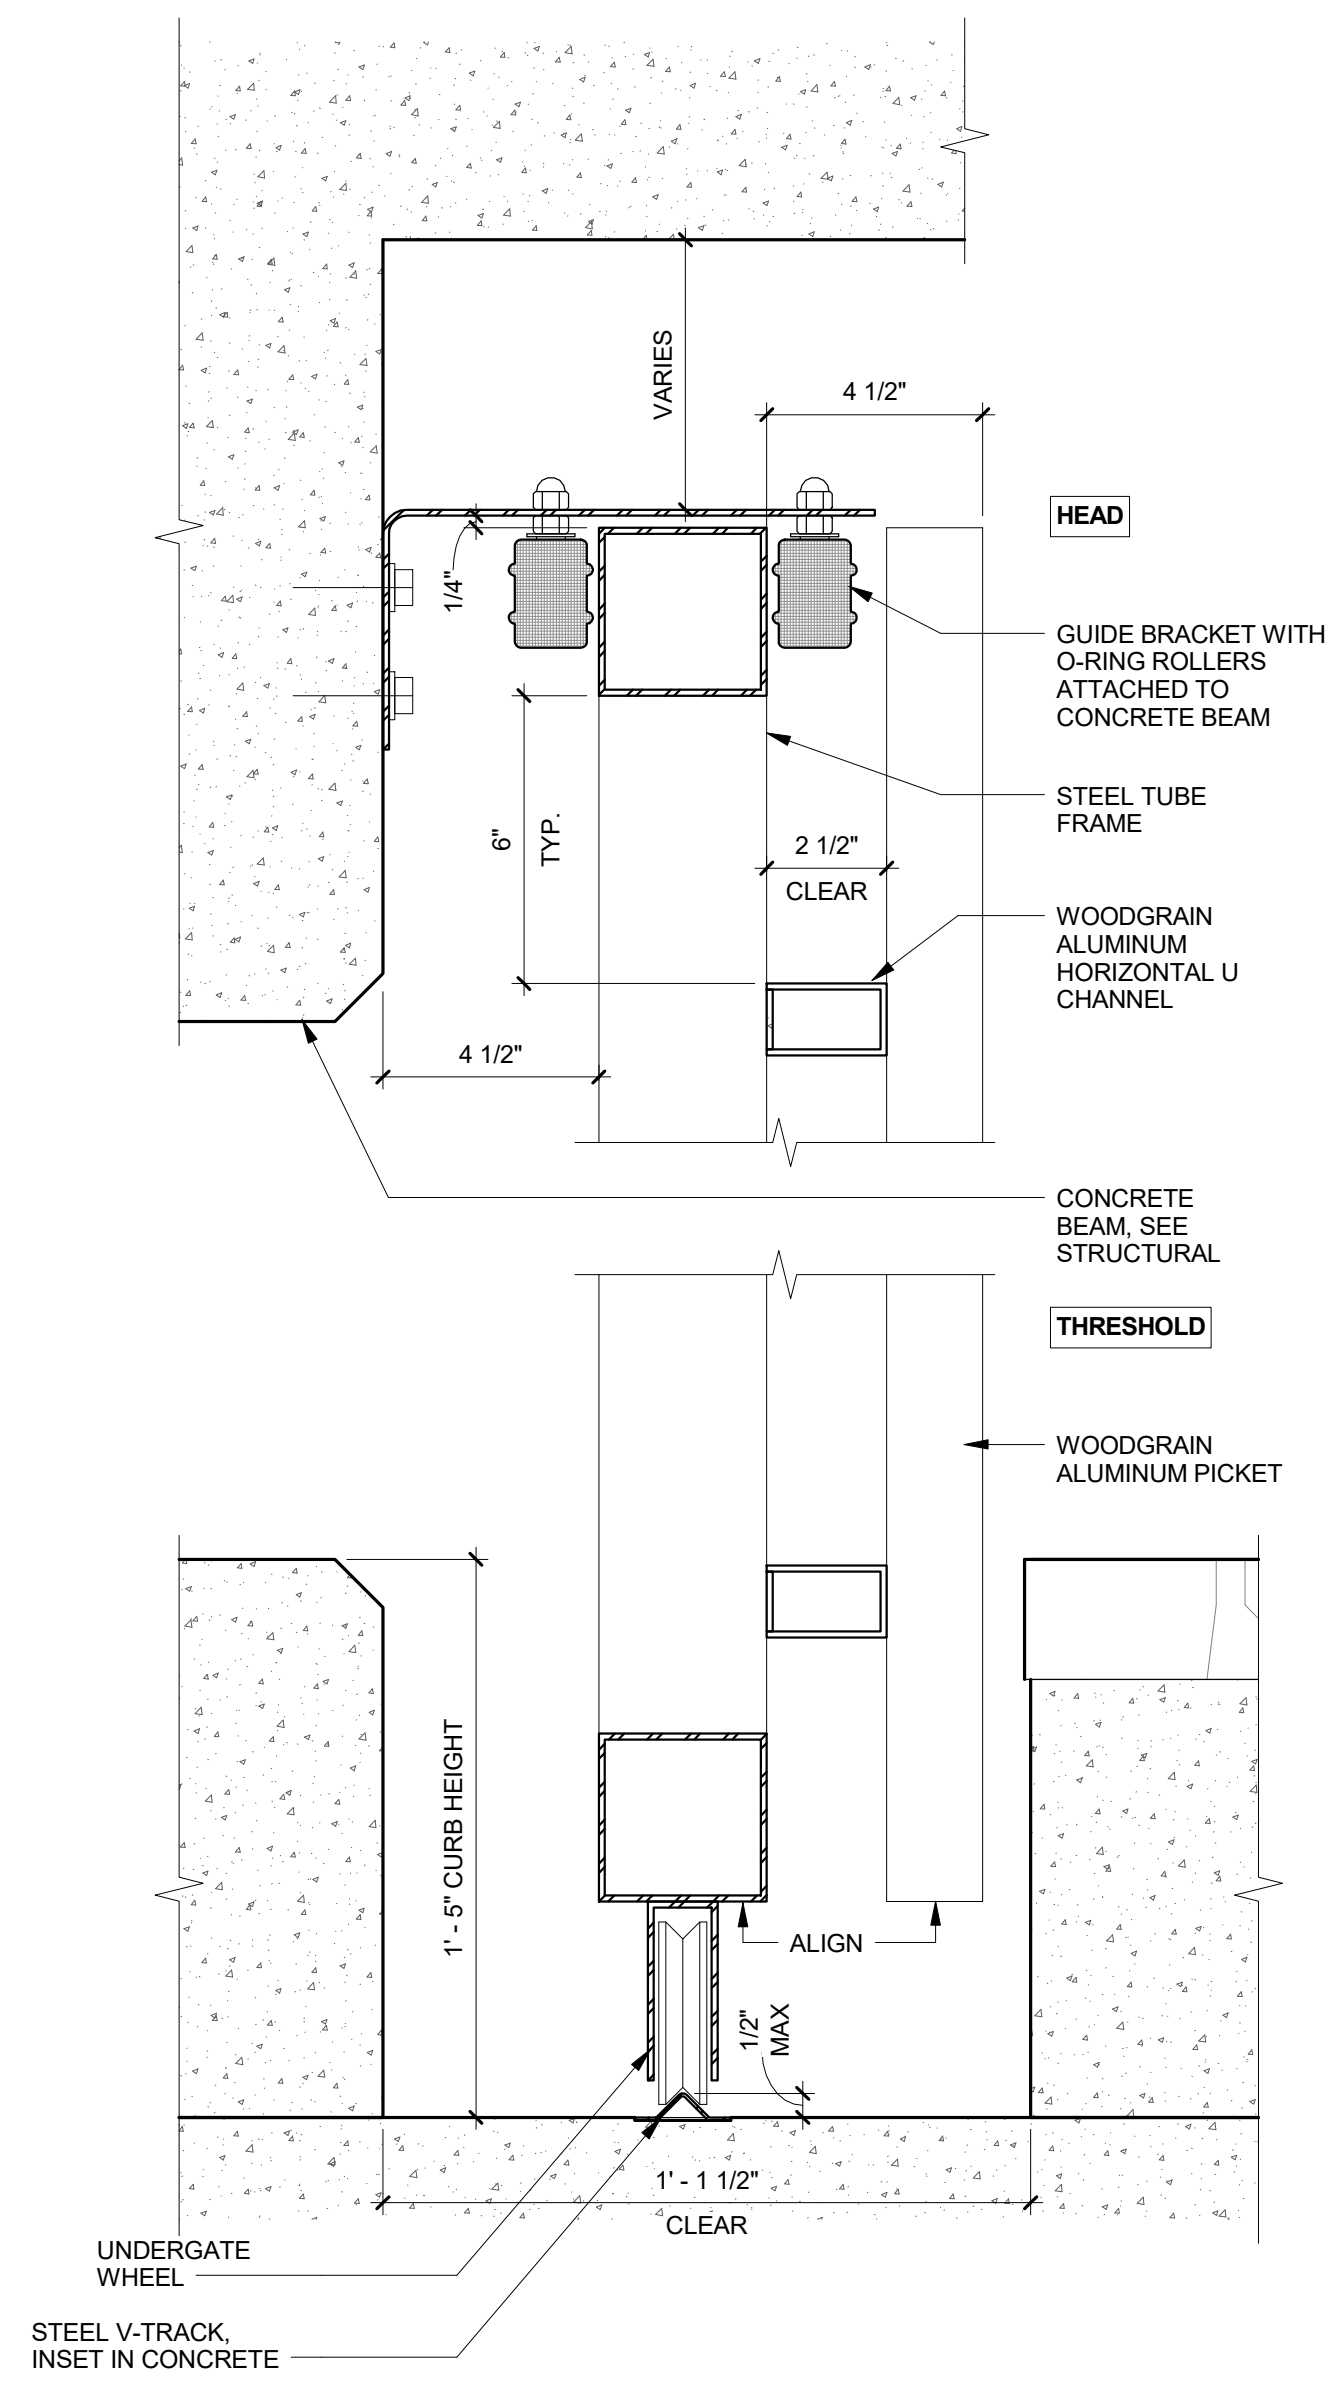 VARIES
4 1/2"
HEAD
1/4"
GUIDE BRACKET WITH
O-RING ROLLERS
ATTACHED TO
CONCRETE BEAM
STEEL TUBE
FRAME
6"
TYP.
2 1/2"
CLEAR
WOODGRAIN
ALUMINUM
HORIZONTAL U
CHANNEL
4 1/2"
CONCRETE
BEAM, SEE
STRUCTURAL
THRESHOLD
WOODGRAIN
ALUMINUM PICKET
1' - 5" CURB HEIGHT
ALIGN
1/2"
MAX
1' - 1 1/2"
CLEAR
UNDERGATE
WHEEL
STEEL V-TRACK,
INSET IN CONCRETE